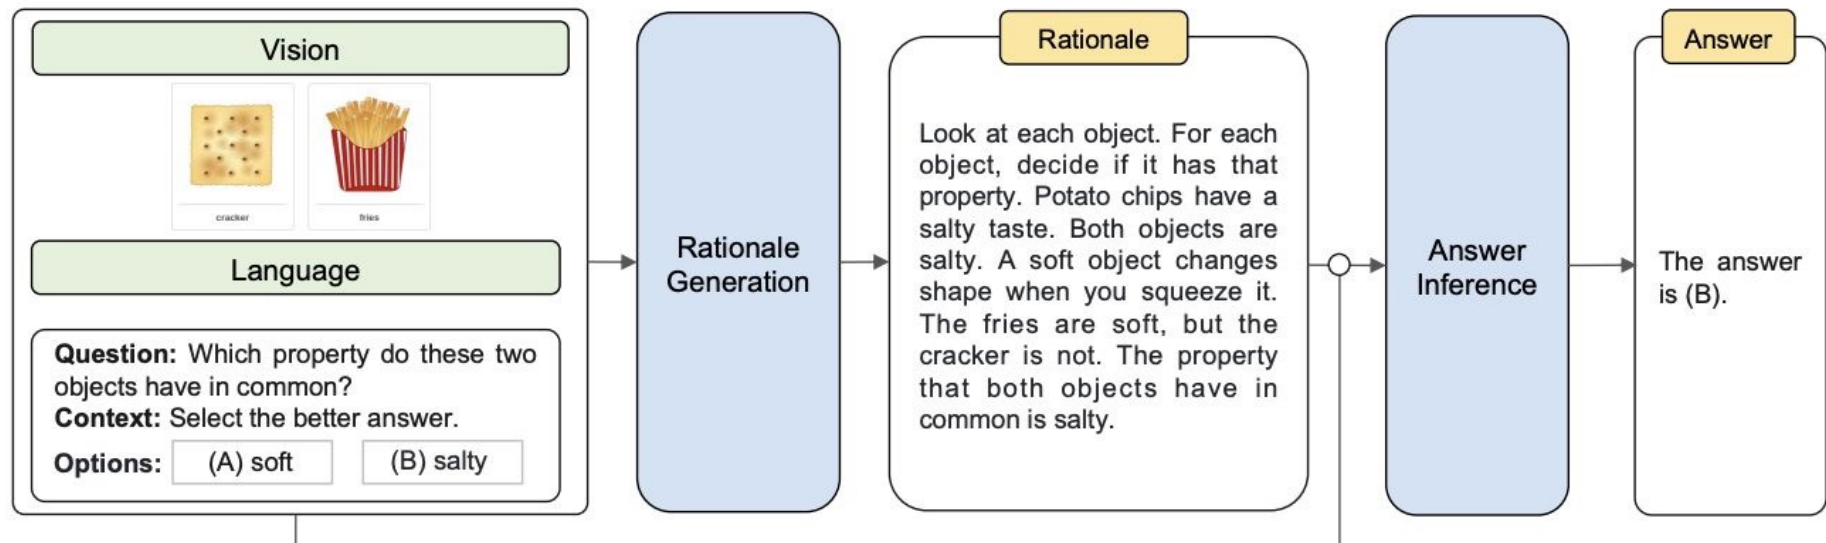 Vision
cracker
fries
Language
Question: Which property do these two
objects have in common?
Context: Select the better answer.
Options: (A) soft (B) salty
Rationale
Generation
Rationale
Look at each object. For each
object, decide if it has that
property. Potato chips have a
salty taste. Both objects are
salty. A soft object changes
shape when you squeeze it.
The fries are soft, but the
cracker is not. The property
that both objects have in
common is salty.
Answer
Inference
Answer
The answer
is (B).